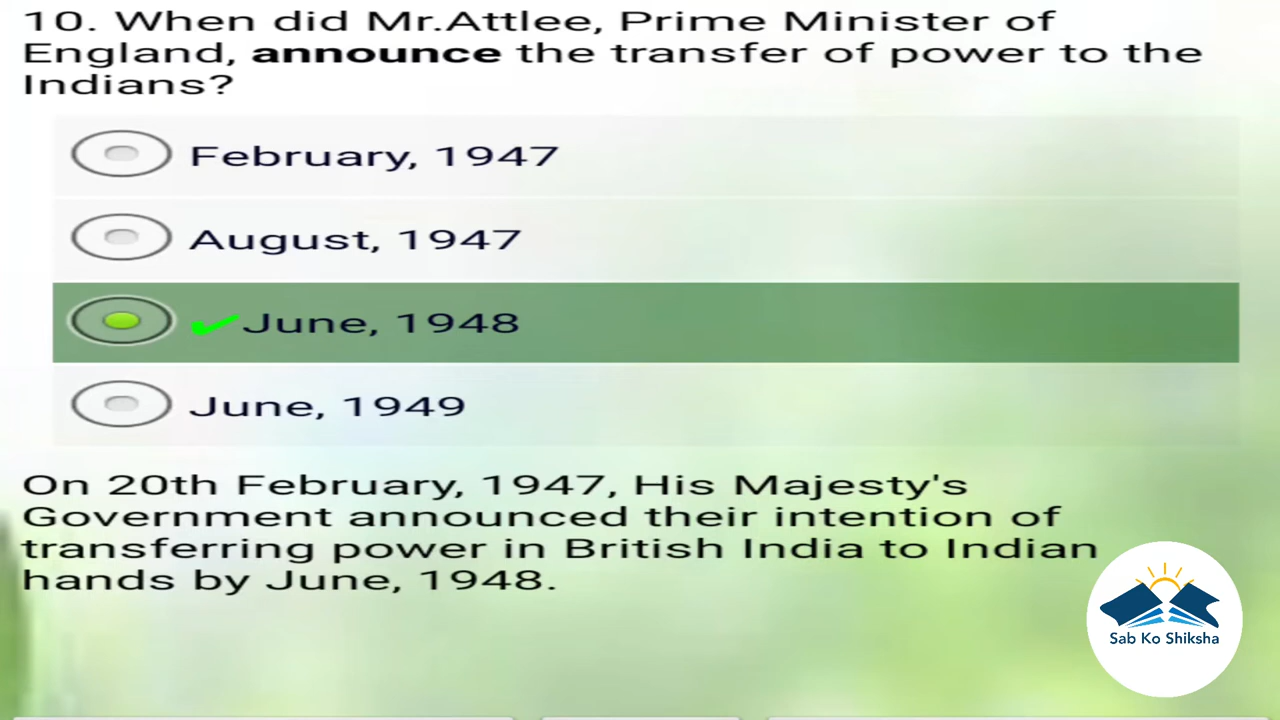 10. When did Mr.Attlee, Prime Minister of
England, announce the transfer of power to the
Indians?
February, 1947
August, 1947
June, 1948
June, 1949
On 20th February, 1947, His Majesty's
Government announced their intention of
transferring power in British India to Indian
hands by June, 1948.
Sab Ko Shiksha